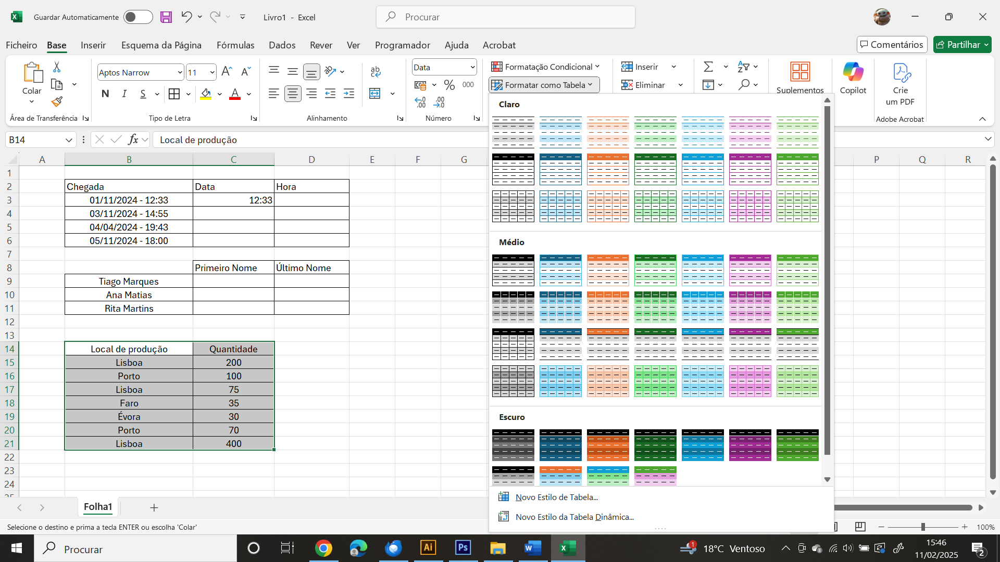 Guardar Automaticamente
Livro1 - Excel
Procurar
Ficheiro Base Inserir Esquema da Página Fórmulas Dados Rever Ver Programador Ajuda Acrobat
Comentários Partilhar
Colar
Área de Transferência
Aptos Narrow 11
N I S
Tipo de Letra
ab
Alinhamento
Data
% 000
Número
Formatação Condicional
Formatar como Tabela
Inserir
Eliminar
Suplementos
Copilot
Crie
um PDF
Adobe Acrobat
B14
fx
Local de produção
A B C D E F G P Q R
1
2 Chegada Data Hora
3 01/11/2024 - 12:33 12:33
4 03/11/2024 - 14:55
5 04/04/2024 - 19:43
6 05/11/2024 - 18:00
7
8 Primeiro Nome Último Nome
9 Tiago Marques
10 Ana Matias
11 Rita Martins
12
13
14 Local de produção Quantidade
15 Lisboa 200
16 Porto 100
17 Lisboa 75
18 Faro 35
19 Évora 30
20 Porto 70
21 Lisboa 400
22
23
24
25
Claro
Médio
Escuro
Novo Estilo de Tabela...
Novo Estilo da Tabela Dinâmica...
Folha1
Selecione o destino e prima a tecla ENTER ou escolha 'Colar'
100%
Procurar
Ai
Ps
1
18°C Ventoso
15:46
11/02/2025
2